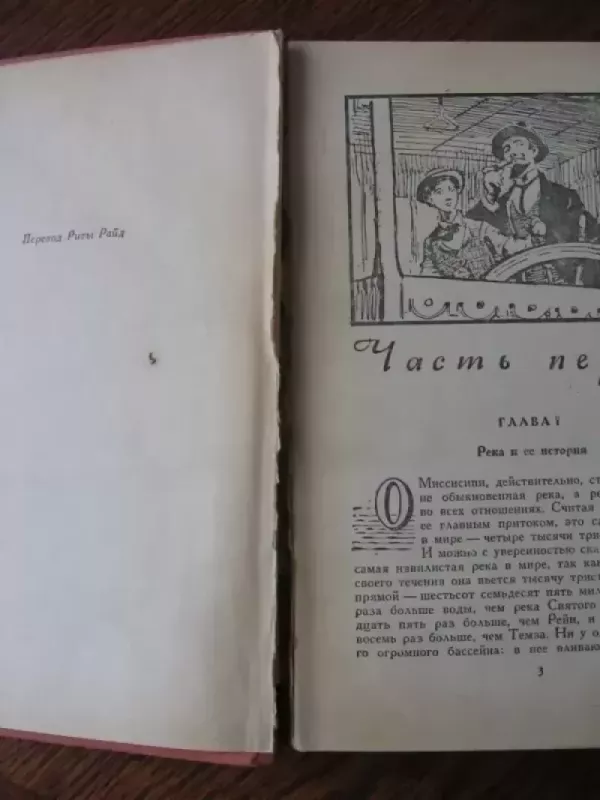 Перевод Риты Райд
Часть пе
ГЛАВА I
Река и ее история
О Миссисипи, действительно, ст
не обыкновенная река, а
во всех отношениях. Считая
ее главным притоком, это са
в мире — четыре тысячи три
И можно с уверенностью ска
самая извилистая река в мире, так ка
своего течения она вьется тысячу трис
прямой — шестьсот семьдесят пять мил
раза больше воды, чем река Святого
дцать пять раз больше, чем Рейн, и
восемь раз больше, чем Темза. Ни у о
го огромного бассейна: в нее вливаю
3